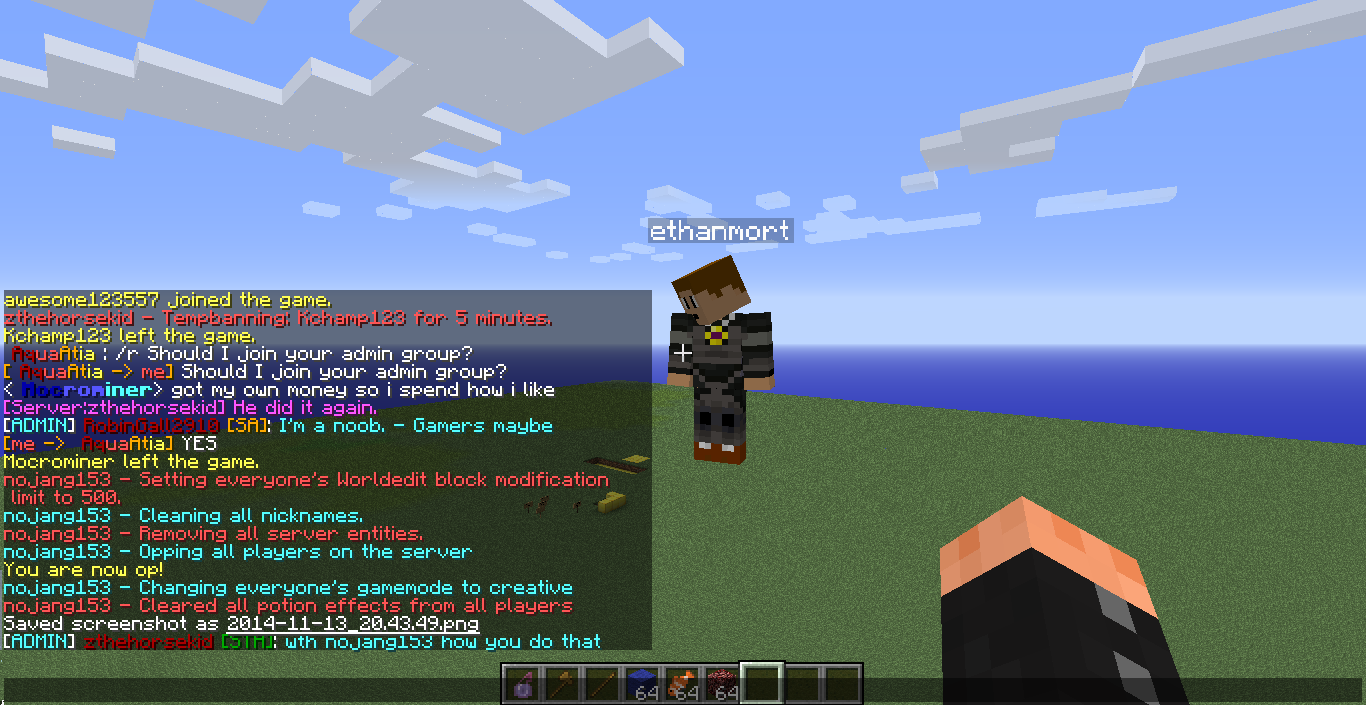 ethanmort
awesome123557 joined the game.
zthehorsekid - Tempbanning: Kchamp123 for 5 minutes.
Kchamp123 left the game.
AquaAtia : /r Should I join your admin group?
[ AquaAtia -> me] Should I join your admin group?
< Mocrominer> got my own money so i spend how i like
[Server:zthehorsekid] He did it again.
[ADMIN] RobinGall2910 [SA]: I'm a noob. - Gamers maybe
[me -> AquaAtia] YES
Mocrominer left the game.
nojang153 - Setting everyone's Worldedit block modification
limit to 500.
nojang153 - Cleaning all nicknames.
nojang153 - Removing all server entities.
nojang153 - Opping all players on the server
You are now op!
nojang153 - Changing everyone's gamemode to creative
nojang153 - Cleared all potion effects from all players
Saved screenshot as 2014-11-13_20.43.49.png
[ADMIN] zthehorsekid [STA]: wth nojang153 how you do that
64 64 64